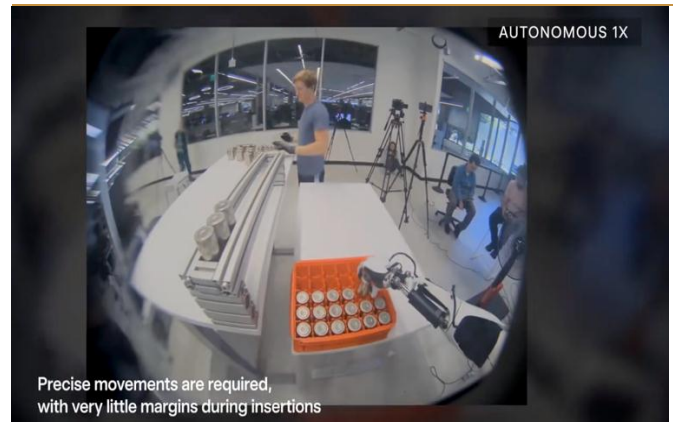 AUTONOMOUS 1X
Precise movements are required,
with very little margins during insertions